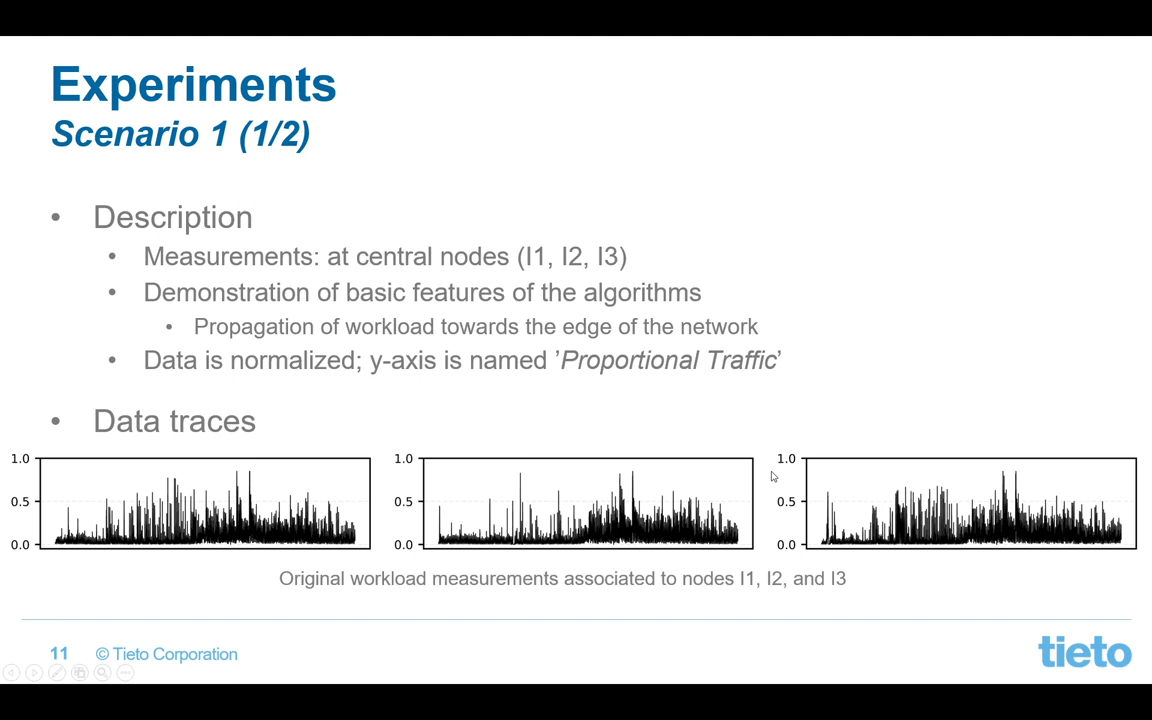 Experiments
Scenario 1 (1/2)
• Description
• Measurements: at central nodes (I1, I2, I3)
• Demonstration of basic features of the algorithms
• Propagation of workload towards the edge of the network
• Data is normalized; y-axis is named ’Proportional Traffic’
• Data traces
1.0 1.0 1.0
0.5 0.5 0.5
0.0 0.0 0.0
Original workload measurements associated to nodes I1, I2, and I3
11 © Tieto Corporation tieto